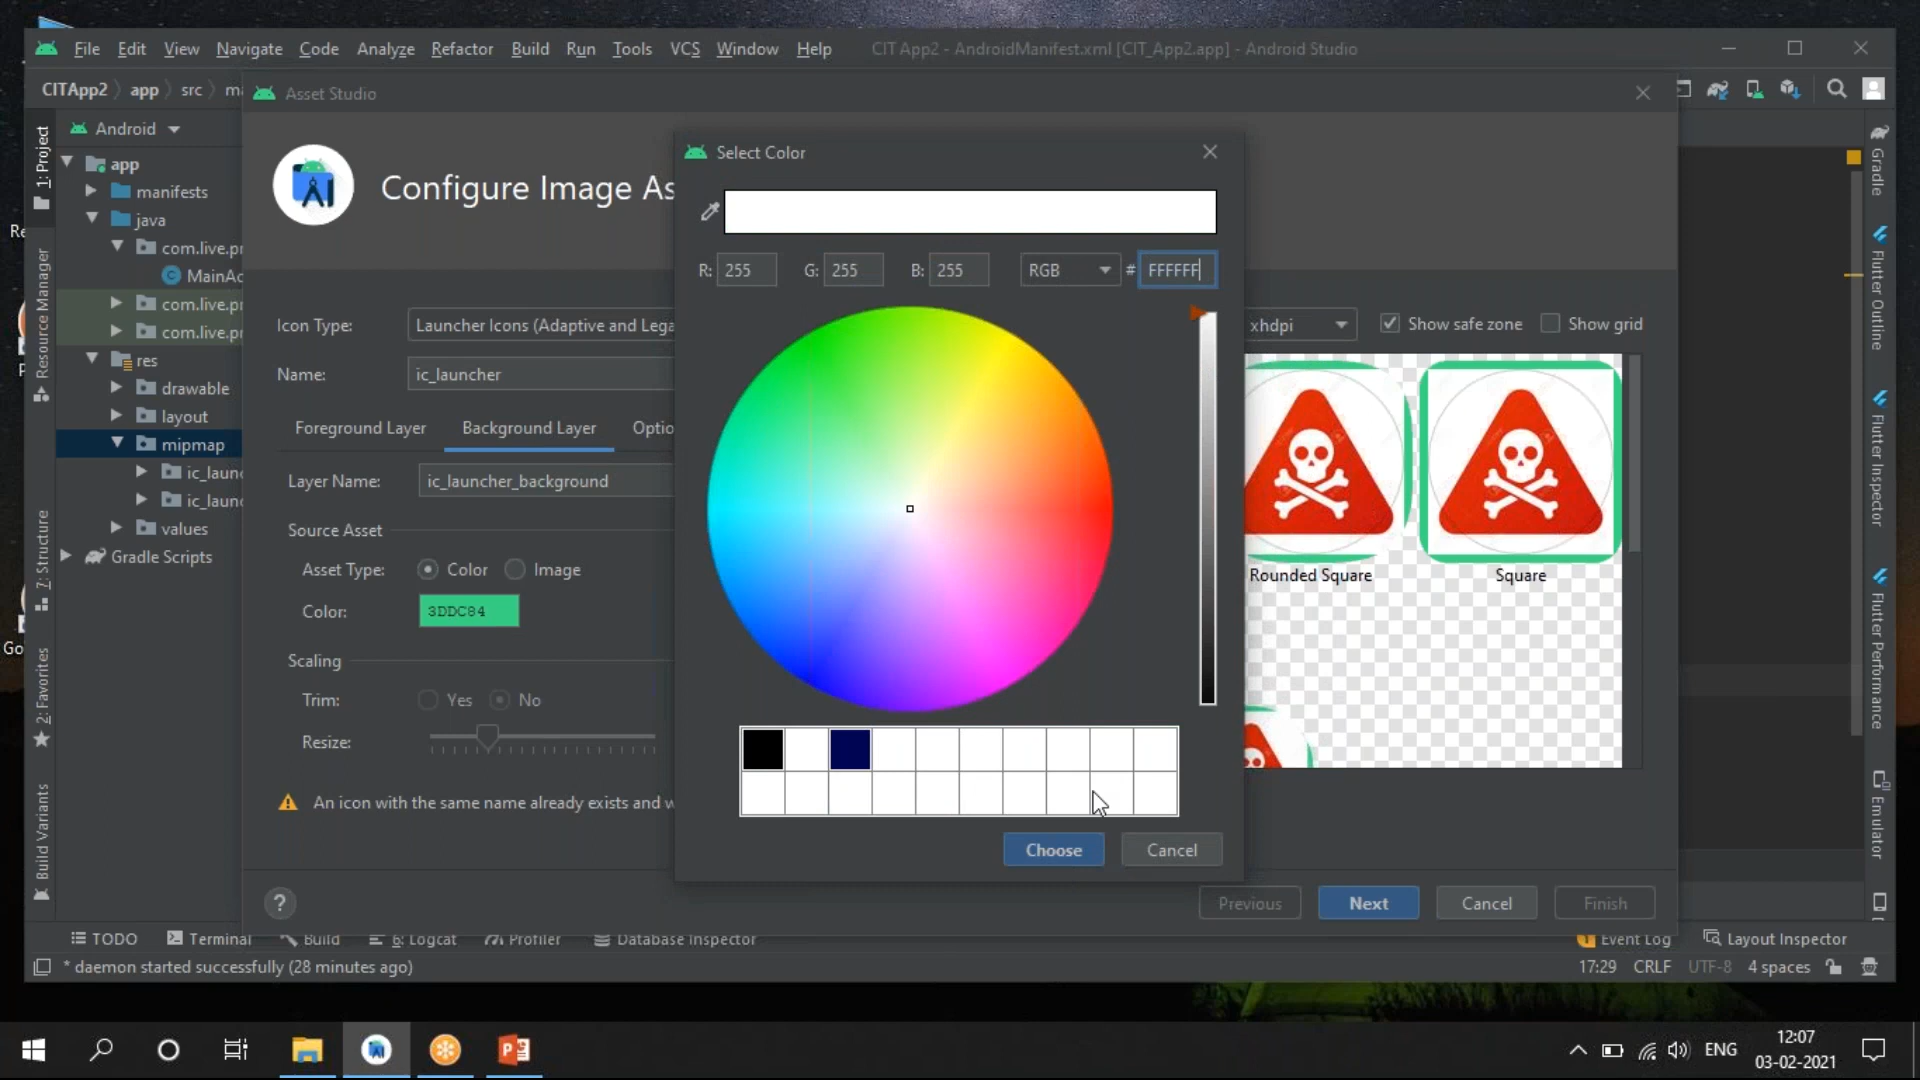 File Edit View Navigate Code Analyze Refactor Build Run Tools VCS Window Help CIT App2 - AndroidManifest.xml [CIT_App2.app] - Android Studio
CITApp2 app src
Asset Studio
Select Color
Android
app
manifests
java
com.live.pr
MainAc
com.live.pr
com.live.pr
res
drawable
layout
mipmap
ic_laun
ic_laun
values
Gradle Scripts
1: Project
Resource Manager
7: Structure
2: Favorites
Build Variants
Configure Image As
Icon Type: Launcher Icons (Adaptive and Lega
Name: ic_launcher
Foreground Layer Background Layer Optio
Layer Name: ic_launcher_background
Source Asset
Asset Type: Color Image
Color: 3DDC84
Scaling
Trim: Yes No
Resize:
An icon with the same name already exists and w
R: 255 G: 255 B: 255 RGB # FFFFFF
Choose Cancel
xhdpi Show safe zone Show grid
Rounded Square Square
Previous Next Cancel Finish
?
Gradle
Flutter Outline
Flutter Inspector
Flutter Performance
Emulator
TODO Terminal Build 6: Logcat Profiler Database Inspector Event Log Layout Inspector
* daemon started successfully (28 minutes ago) 17:29 CRLF UTF-8 4 spaces
Re
Go
ENG
12:07
03-02-2021